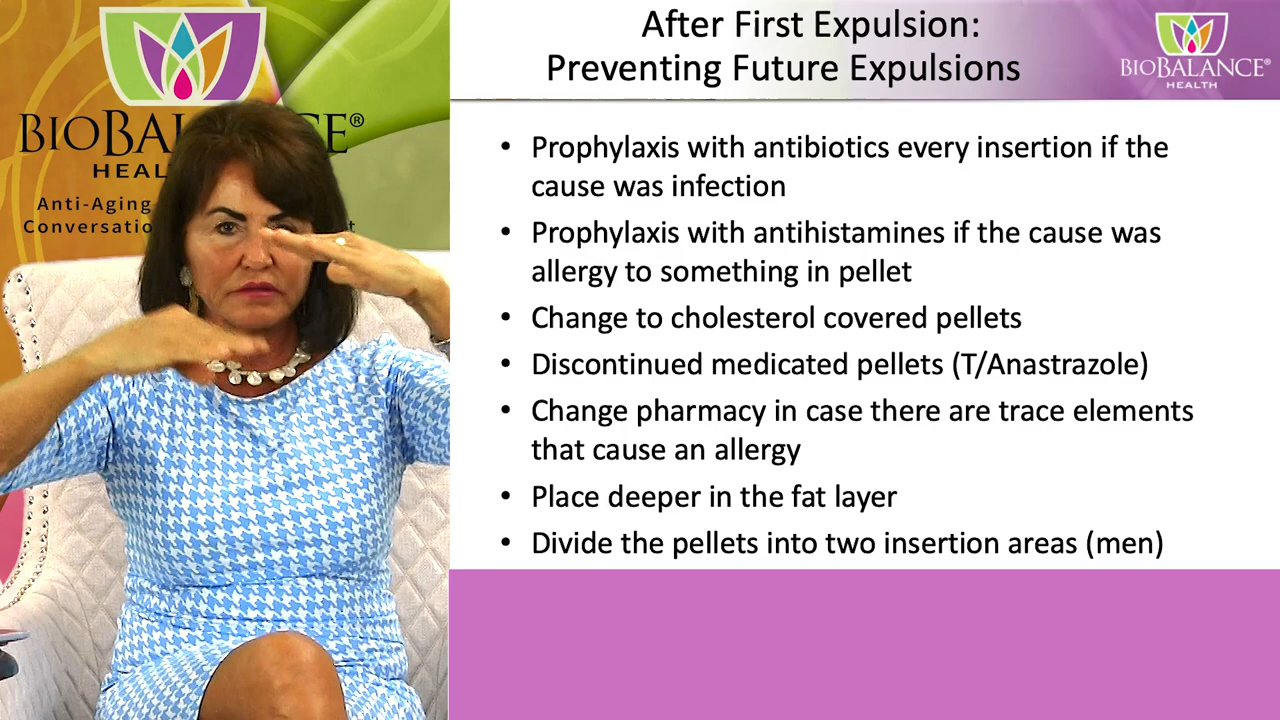 After First Expulsion:
Preventing Future Expulsions
BIOBALANCE®
HEALTH
• Prophylaxis with antibiotics every insertion if the
cause was infection
• Prophylaxis with antihistamines if the cause was
allergy to something in pellet
• Change to cholesterol covered pellets
• Discontinued medicated pellets (T/Anastrazole)
• Change pharmacy in case there are trace elements
that cause an allergy
• Place deeper in the fat layer
• Divide the pellets into two insertion areas (men)
BIOBA ANCE®
HEAL
Anti-Aging
Conversatio t